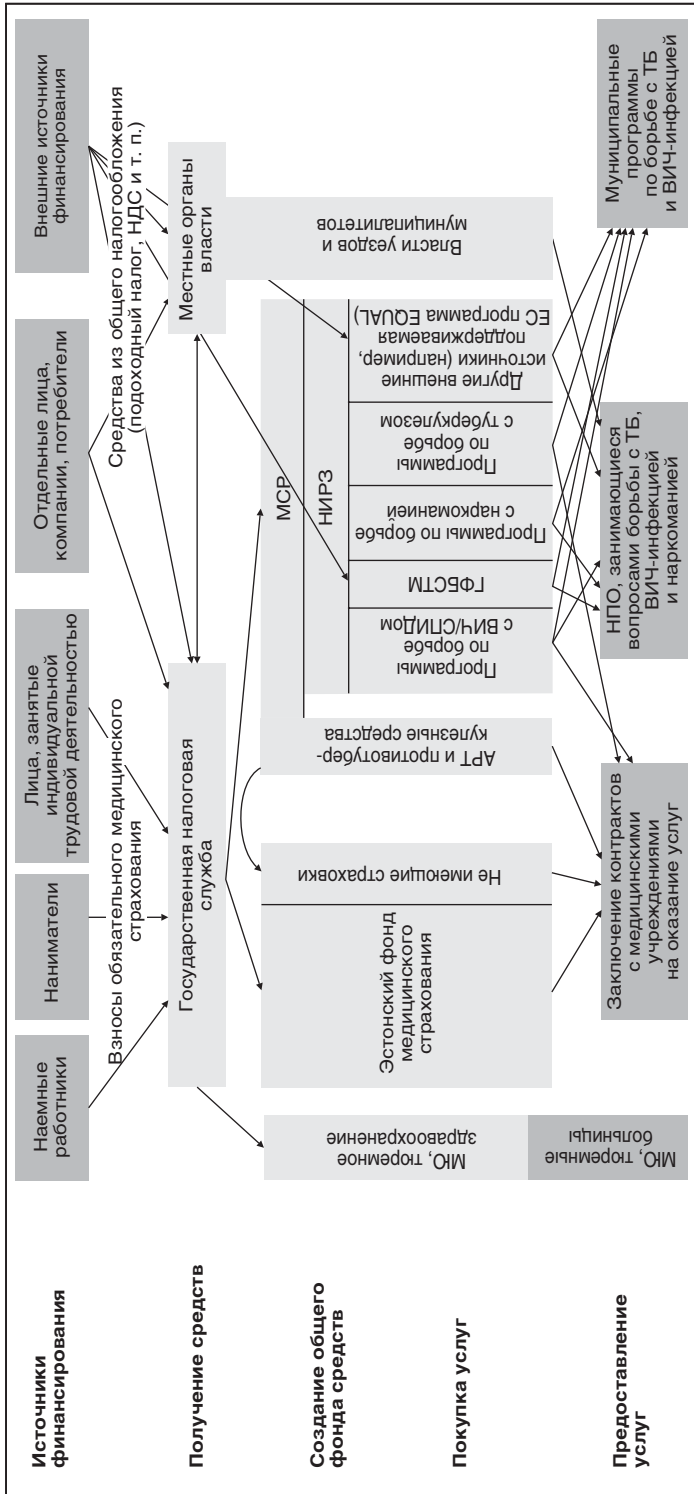 Источники
финансирования
Получение средств
Создание общего
фонда средств
Покупка услуг
Предоставление
услуг
Наемные
работники
Наниматели
Лица, занятые
индивидуальной
трудовой деятельностью
Отдельные лица,
компании, потребители
Внешние источники
финансирования
Взносы обязательного медицинского
страхования
Средства из общего налогообложения
(подоходный налог, НДС и т. п.)
Государственная налоговая
служба
Местные органы
власти
МЮ, тюремное
здравоохранение
Эстонский фонд
медицинского
страхования
Не имеющие страховки
АРТ и противотубер-
кулезные средства
МСР
НИРЗ
Программы
по борьбе
с ВИЧ/СПИДом
ГФБСТМ
Программы по борьбе
с наркоманией
Программы
по борьбе
с туберкулезом
Другие внешние
источники (например,
поддерживаемая
ЕС программа EQUAL)
Власти уездов и
муниципалитетов
МЮ, тюремные
больницы
Заключение контрактов
с медицинскими
учреждениями
на оказание услуг
НПО, занимающиеся
вопросами борьбы с ТБ,
ВИЧ-инфекцией
и наркоманией
Муниципальные
программы
по борьбе с ТБ
и ВИЧ-инфекцией